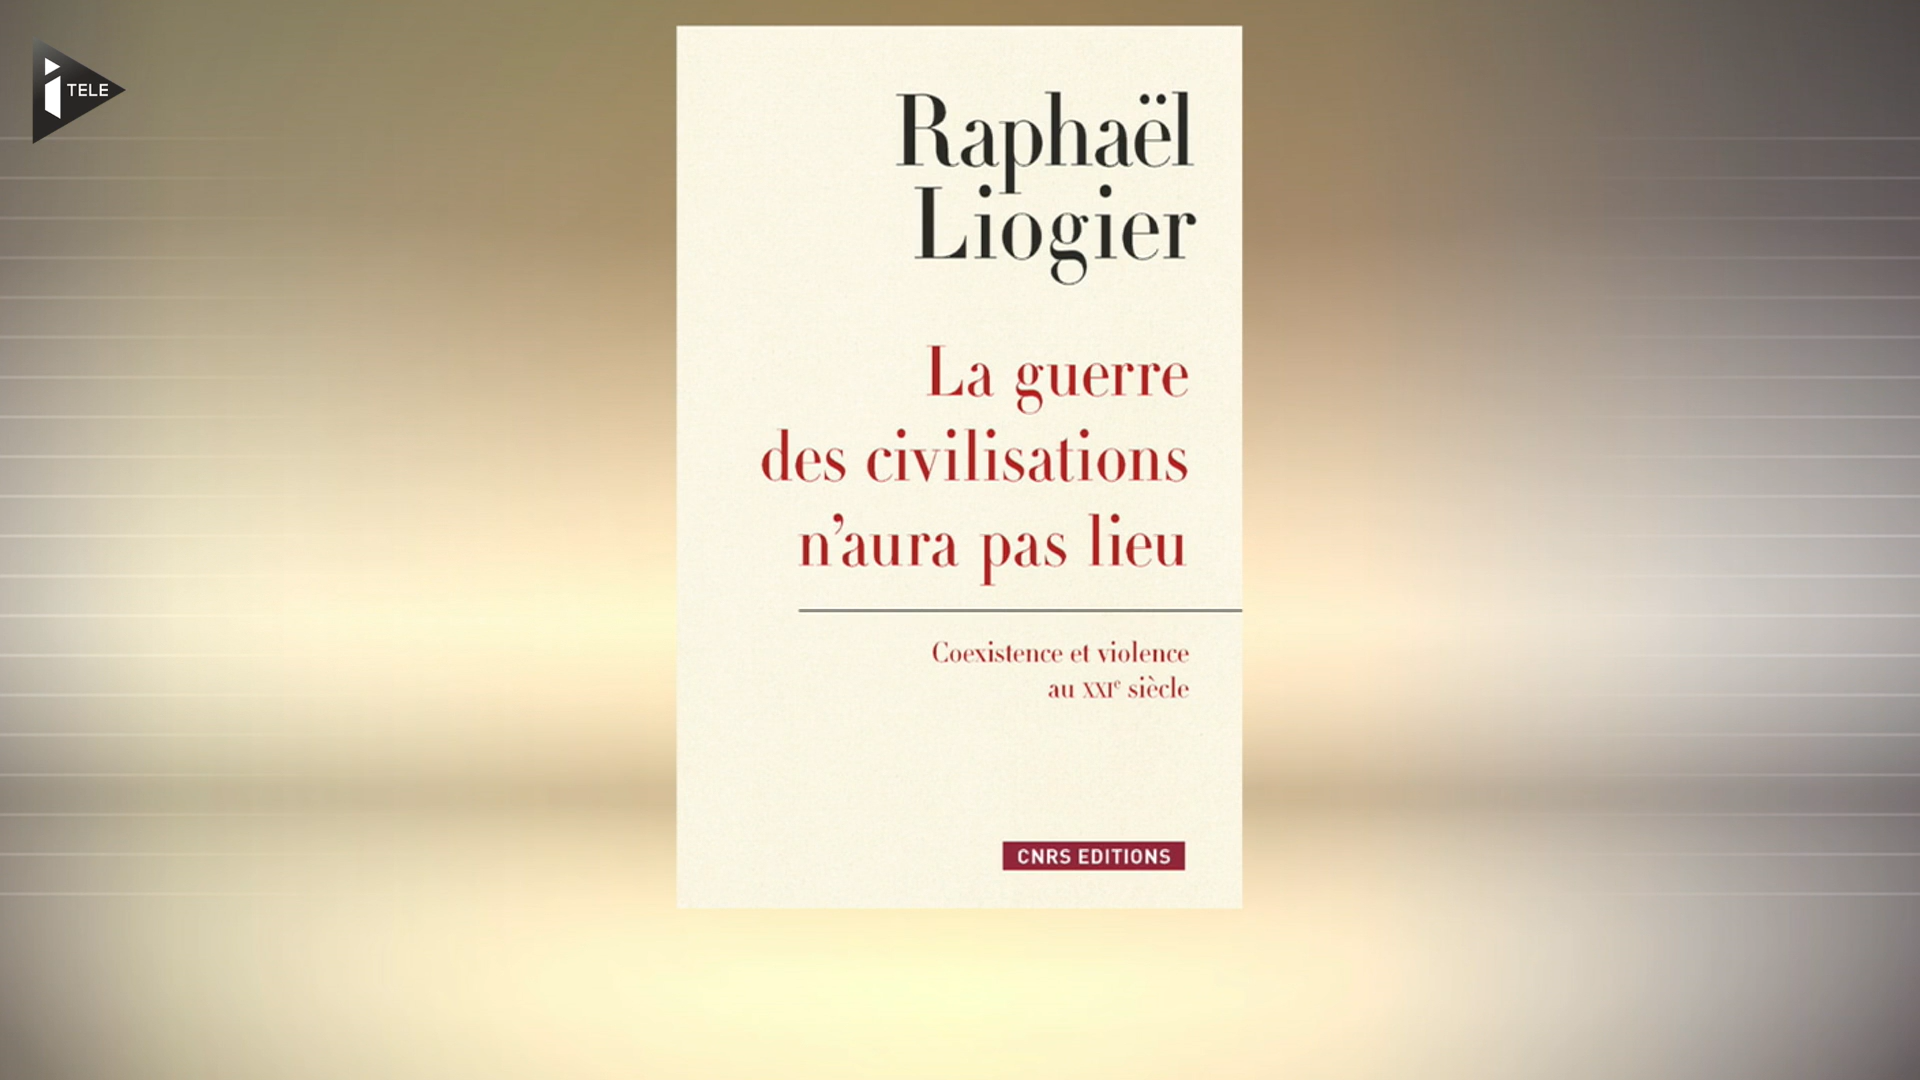 i TELE
Raphaël
Liogier
La guerre
des civilisations
n’aura pas lieu
Coexistence et violence
au XXIe siècle
CNRS EDITIONS